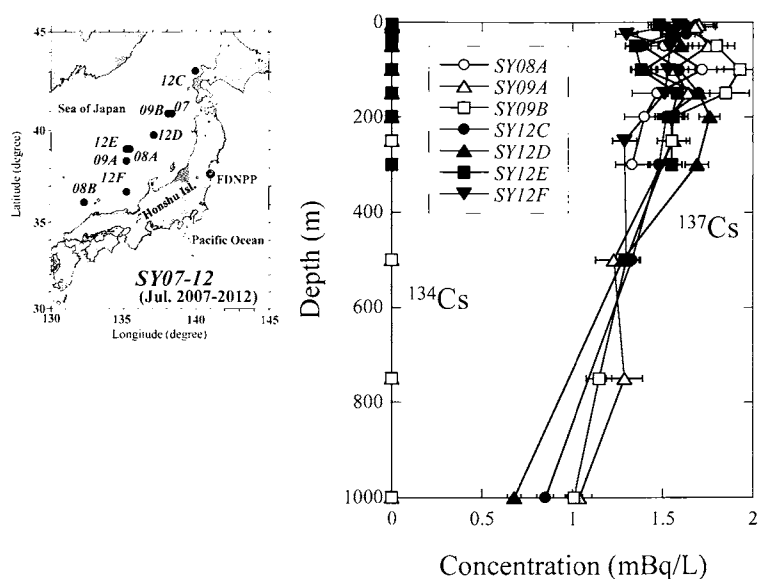 45
40
35
30
130
135
140
145
Latitude (degree)
Longitude (degree)
12C
Sea of Japan
09B
07
12D
12E
09A
08A
12F
08B
FDNPP
Honshu Isl.
Pacific Ocean
SY07-12
(Jul. 2007-2012)
0
200
400
600
800
1000
Depth (m)
SY08A
SY09A
SY09B
SY12C
SY12D
SY12E
SY12F
137Cs
134Cs
0
0.5
1
1.5
2
Concentration (mBq/L)